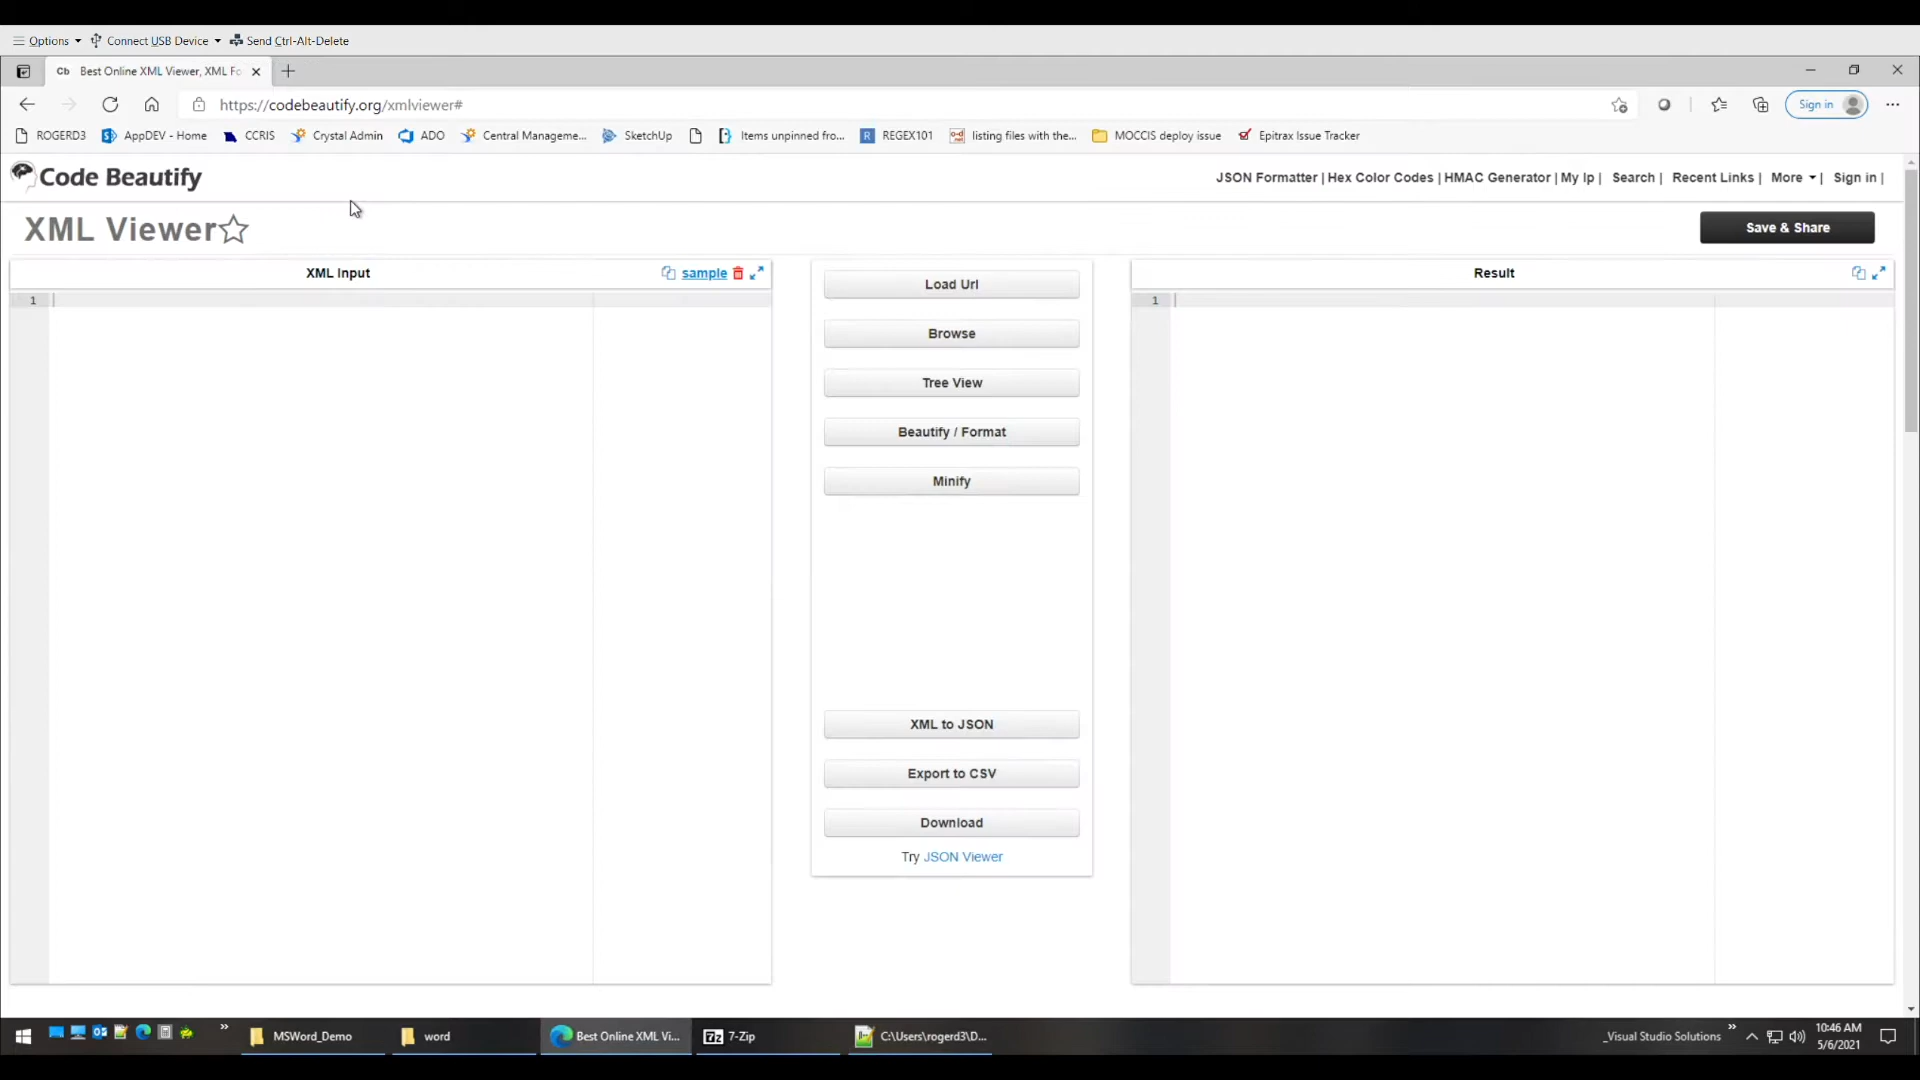 Options Connect USB Device Send Ctrl-Alt-Delete
Cb Best Online XML Viewer, XML Fo
https://codebeautify.org/xmlviewer# Sign in
ROGERD3 AppDEV - Home CCRIS Crystal Admin ADO Central Manageme... SketchUp Items unpinned fro... R REGEX101 listing files with the... MOCCIS deploy issue Epitrax Issue Tracker
Code Beautify JSON Formatter | Hex Color Codes | HMAC Generator | My Ip | Search | Recent Links | More | Sign in |
XML Viewer Save & Share
XML Input sample Load Url Result
1 1
Browse
Tree View
Beautify / Format
Minify
XML to JSON
Export to CSV
Download
Try JSON Viewer
» MSWord_Demo word Best Online XML Vi... 7z 7-Zip C:\Users\rogerd3\D... _Visual Studio Solutions » 10:46 AM
5/6/2021